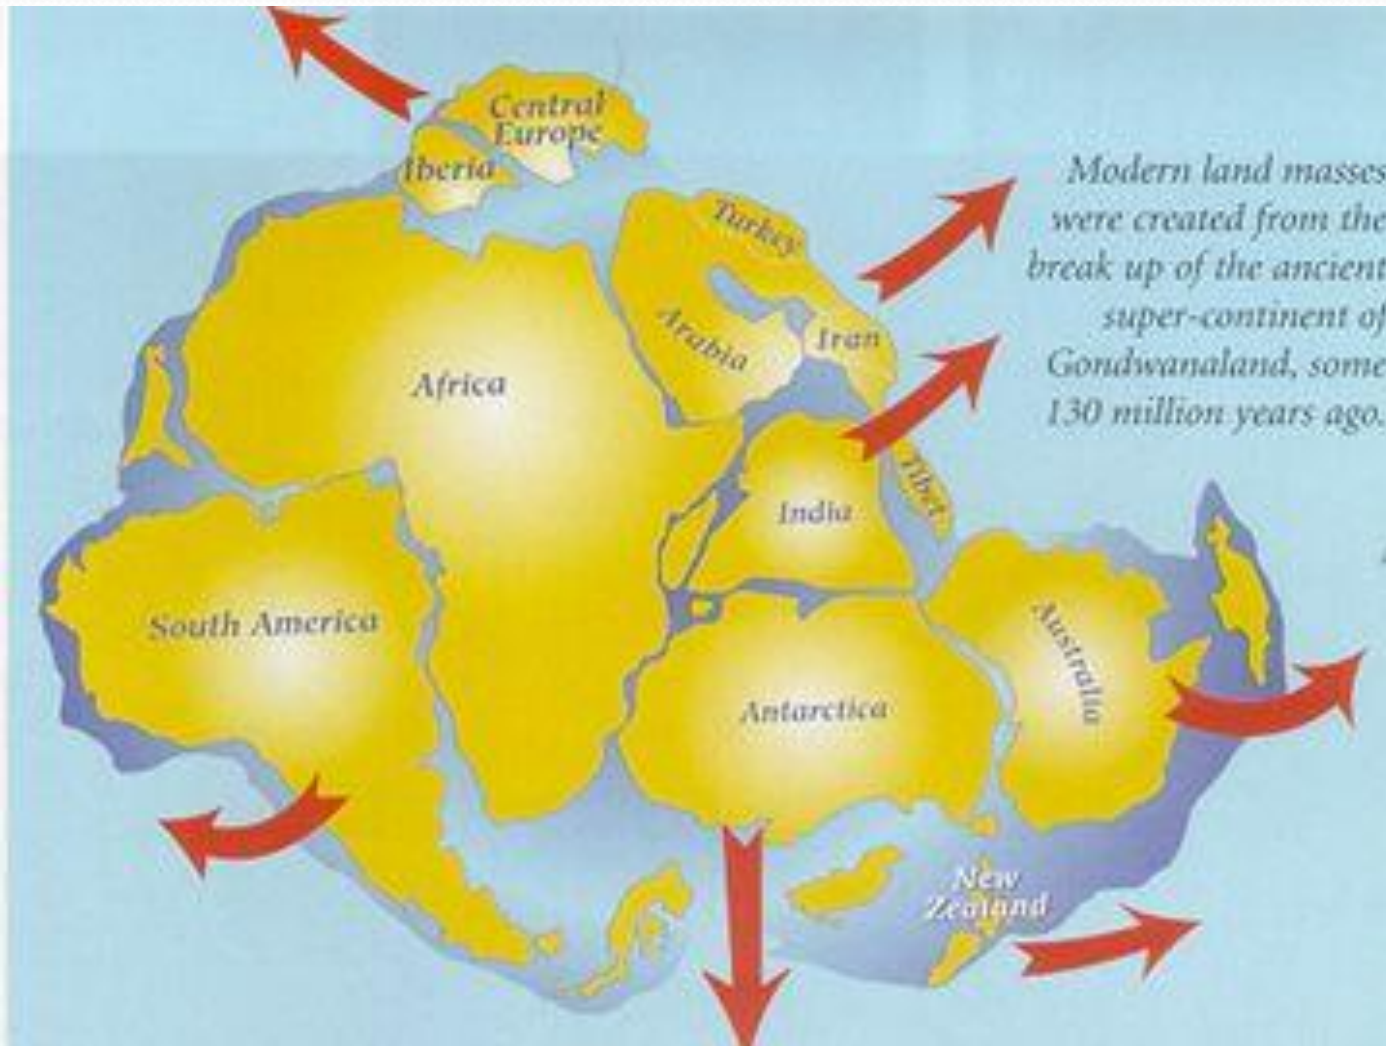 Central
Europe
Iberia
Turkey
Arabia
Iran
Africa
Tibet
India
South America
Australia
Antarctica
New
Zealand
Modern land masses
were created from the
break up of the ancient
super-continent of
Gondwanaland, some
130 million years ago.